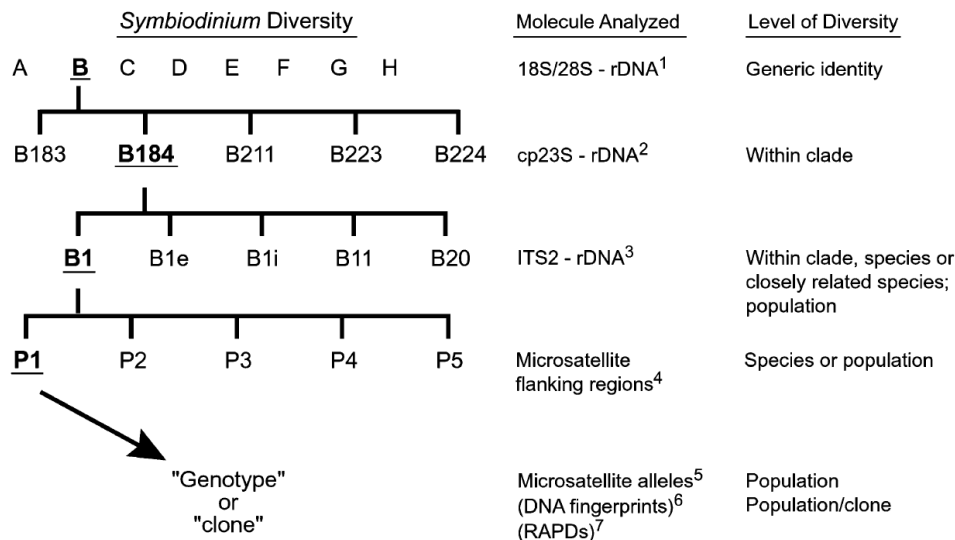 Symbiodinium Diversity Molecule Analyzed Level of Diversity
A B C D E F G H 18S/28S - rDNA¹ Generic identity
B183 B184 B211 B223 B224 cp23S - rDNA² Within clade
B1 B1e B1i B11 B20 ITS2 - rDNA³ Within clade, species or
closely related species;
population
P1 P2 P3 P4 P5 Microsatellite Species or population
flanking regions⁴
"Genotype" Microsatellite alleles⁵ Population
or (DNA fingerprints)⁶ Population/clone
"clone" (RAPDs)⁷